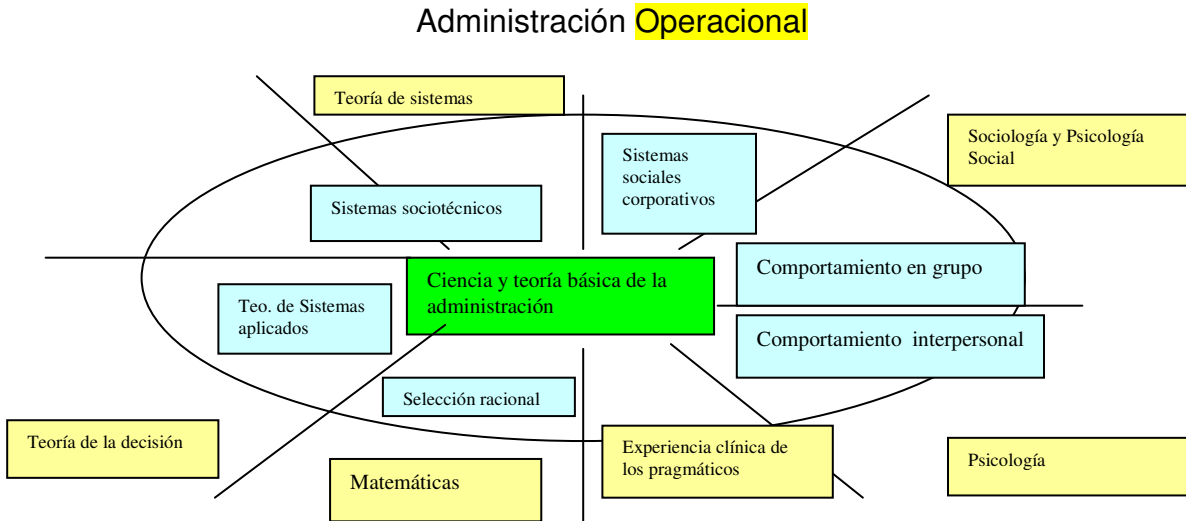 Administración Operacional
Teoría de sistemas
Sociología y Psicología
Social
Sistemas
sociales
corporativos
Sistemas sociotécnicos
Comportamiento en grupo
Ciencia y teoría básica de la
administración
Teo. de Sistemas
aplicados
Comportamiento interpersonal
Selección racional
Teoría de la decisión
Matemáticas
Experiencia clínica de
los pragmáticos
Psicología